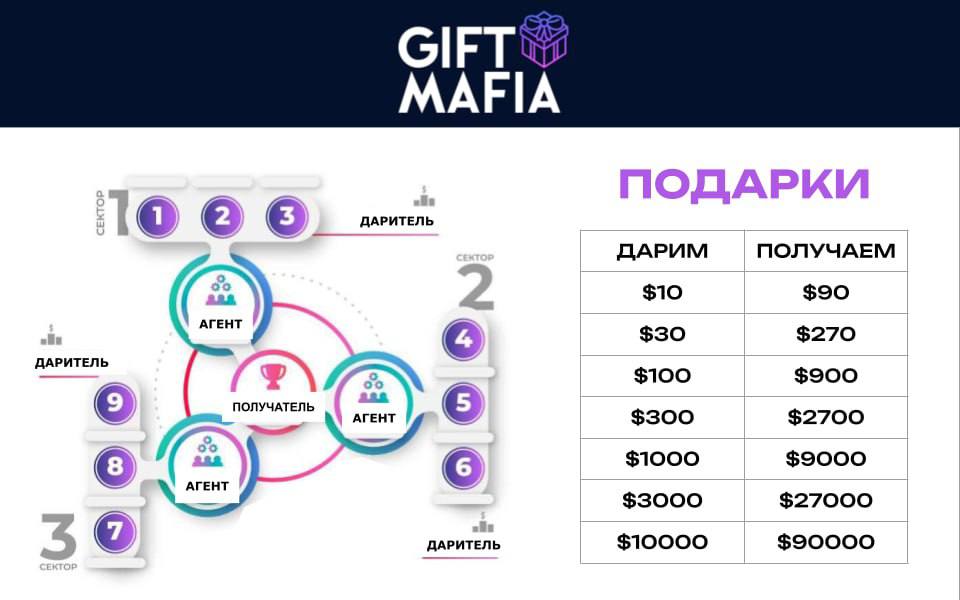 GIFT
MAFIA
СЕКТОР
1
1 2 3
ДАРИТЕЛЬ
АГЕНТ
СЕКТОР
2
4
5
6
ДАРИТЕЛЬ
ПОЛУЧАТЕЛЬ
АГЕНТ
ДАРИТЕЛЬ
9
8
7
АГЕНТ
3
СЕКТОР
ПОДАРКИ
ДАРИМ ПОЛУЧАЕМ
$10 $90
$30 $270
$100 $900
$300 $2700
$1000 $9000
$3000 $27000
$10000 $90000